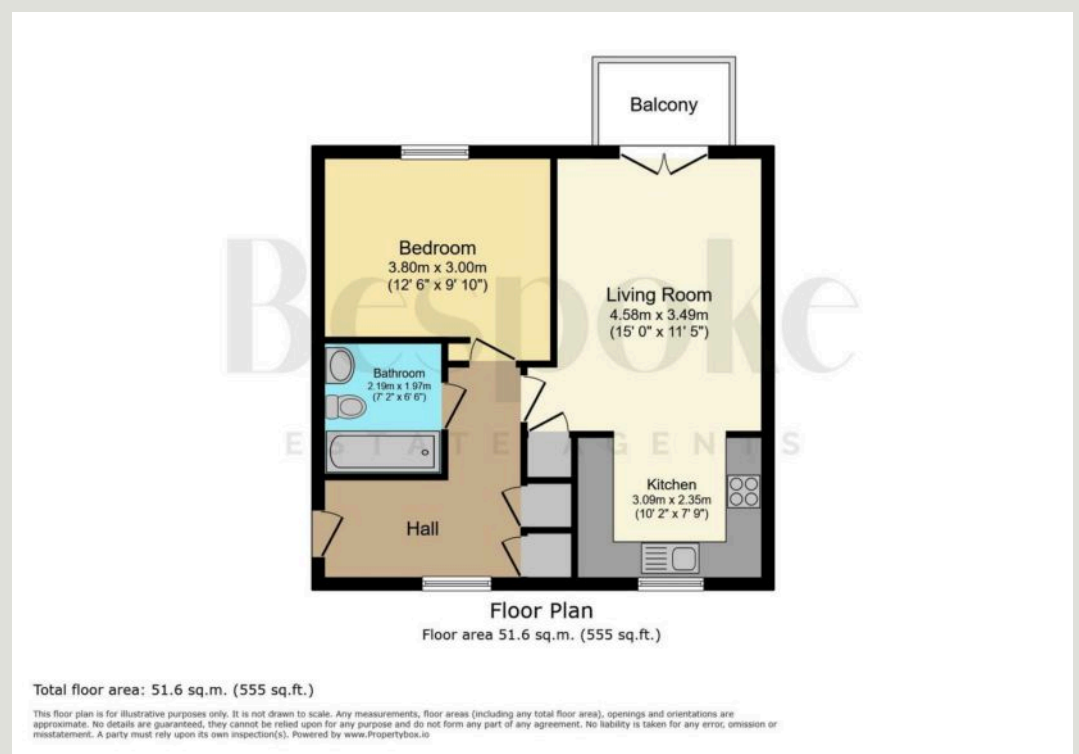 Balcony
Bedroom
3.80m x 3.00m
(12' 6" x 9' 10")
Living Room
4.58m x 3.49m
(15' 0" x 11' 5")
Bespoke
ESTATE AGENTS
Bathroom
2.19m x 1.97m
(7' 2" x 6' 6")
Kitchen
3.09m x 2.35m
(10' 2" x 7' 9")
Hall
Floor Plan
Floor area 51.6 sq.m. (555 sq.ft.)
Total floor area: 51.6 sq.m. (555 sq.ft.)
This floor plan is for illustrative purposes only. It is not drawn to scale. Any measurements, floor areas (including any total floor area), openings and orientations are
approximate. No details are guaranteed, they cannot be relied upon for any purpose and do not form any part of any agreement. No liability is taken for any error, omission or
misstatement. A party must rely upon its own inspection(s). Powered by www.Propertybox.io